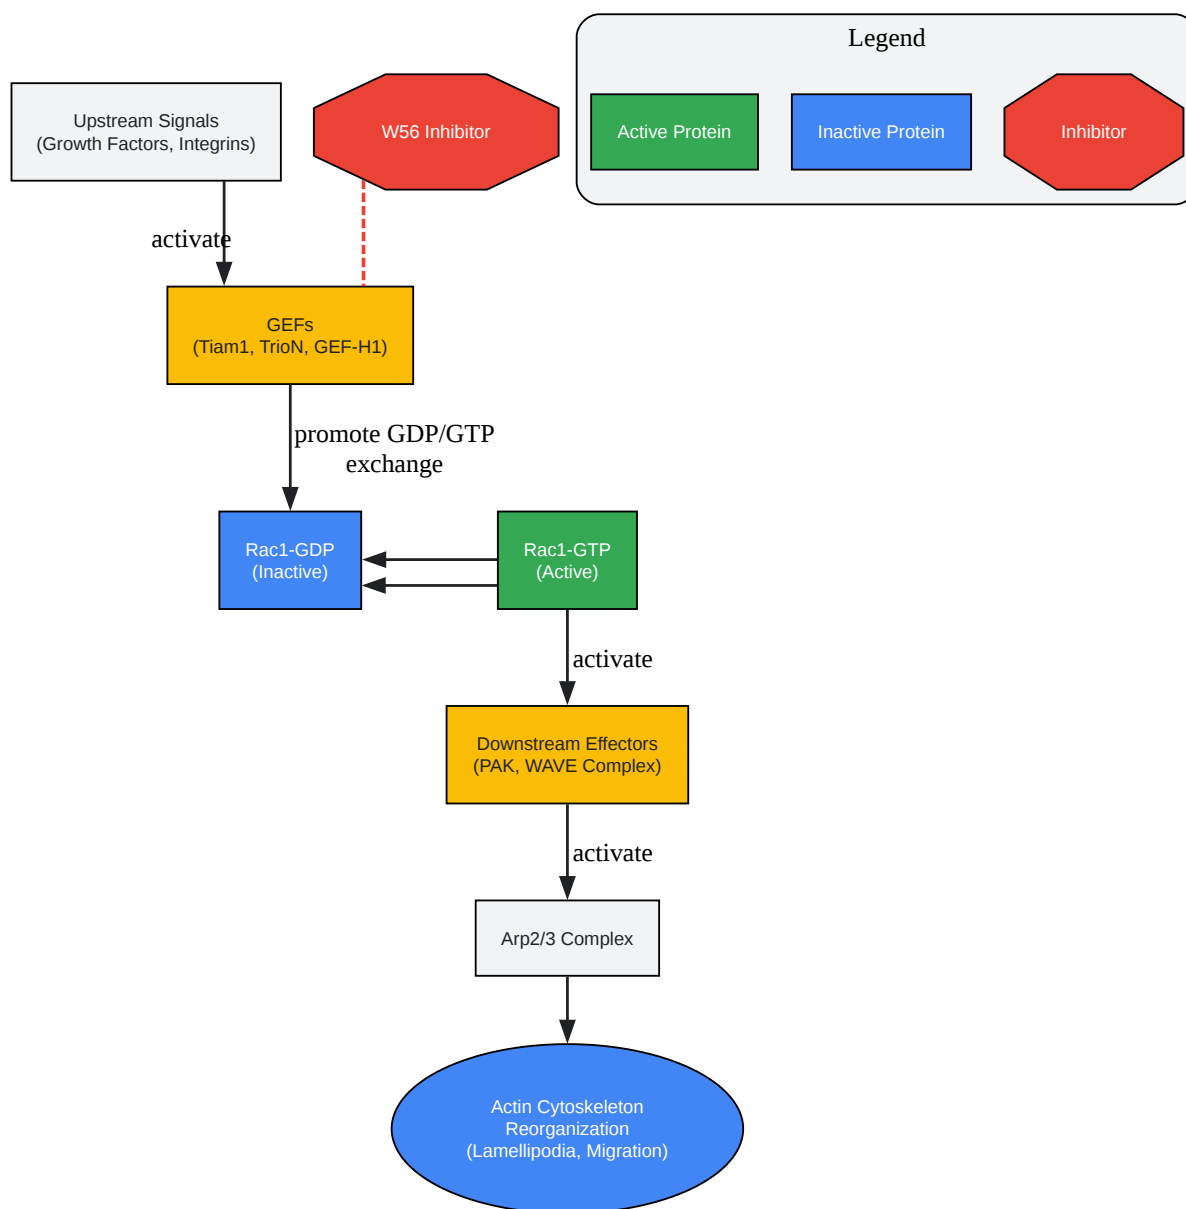 Legend
Upstream Signals
(Growth Factors, Integrins)
W56 Inhibitor
Active Protein
Inactive Protein
Inhibitor
activate
GEFs
(Tiam1, TrioN, GEF-H1)
promote GDP/GTP
exchange
Rac1-GDP
(Inactive)
Rac1-GTP
(Active)
activate
Downstream Effectors
(PAK, WAVE Complex)
activate
Arp2/3 Complex
Actin Cytoskeleton
Reorganization
(Lamellipodia, Migration)